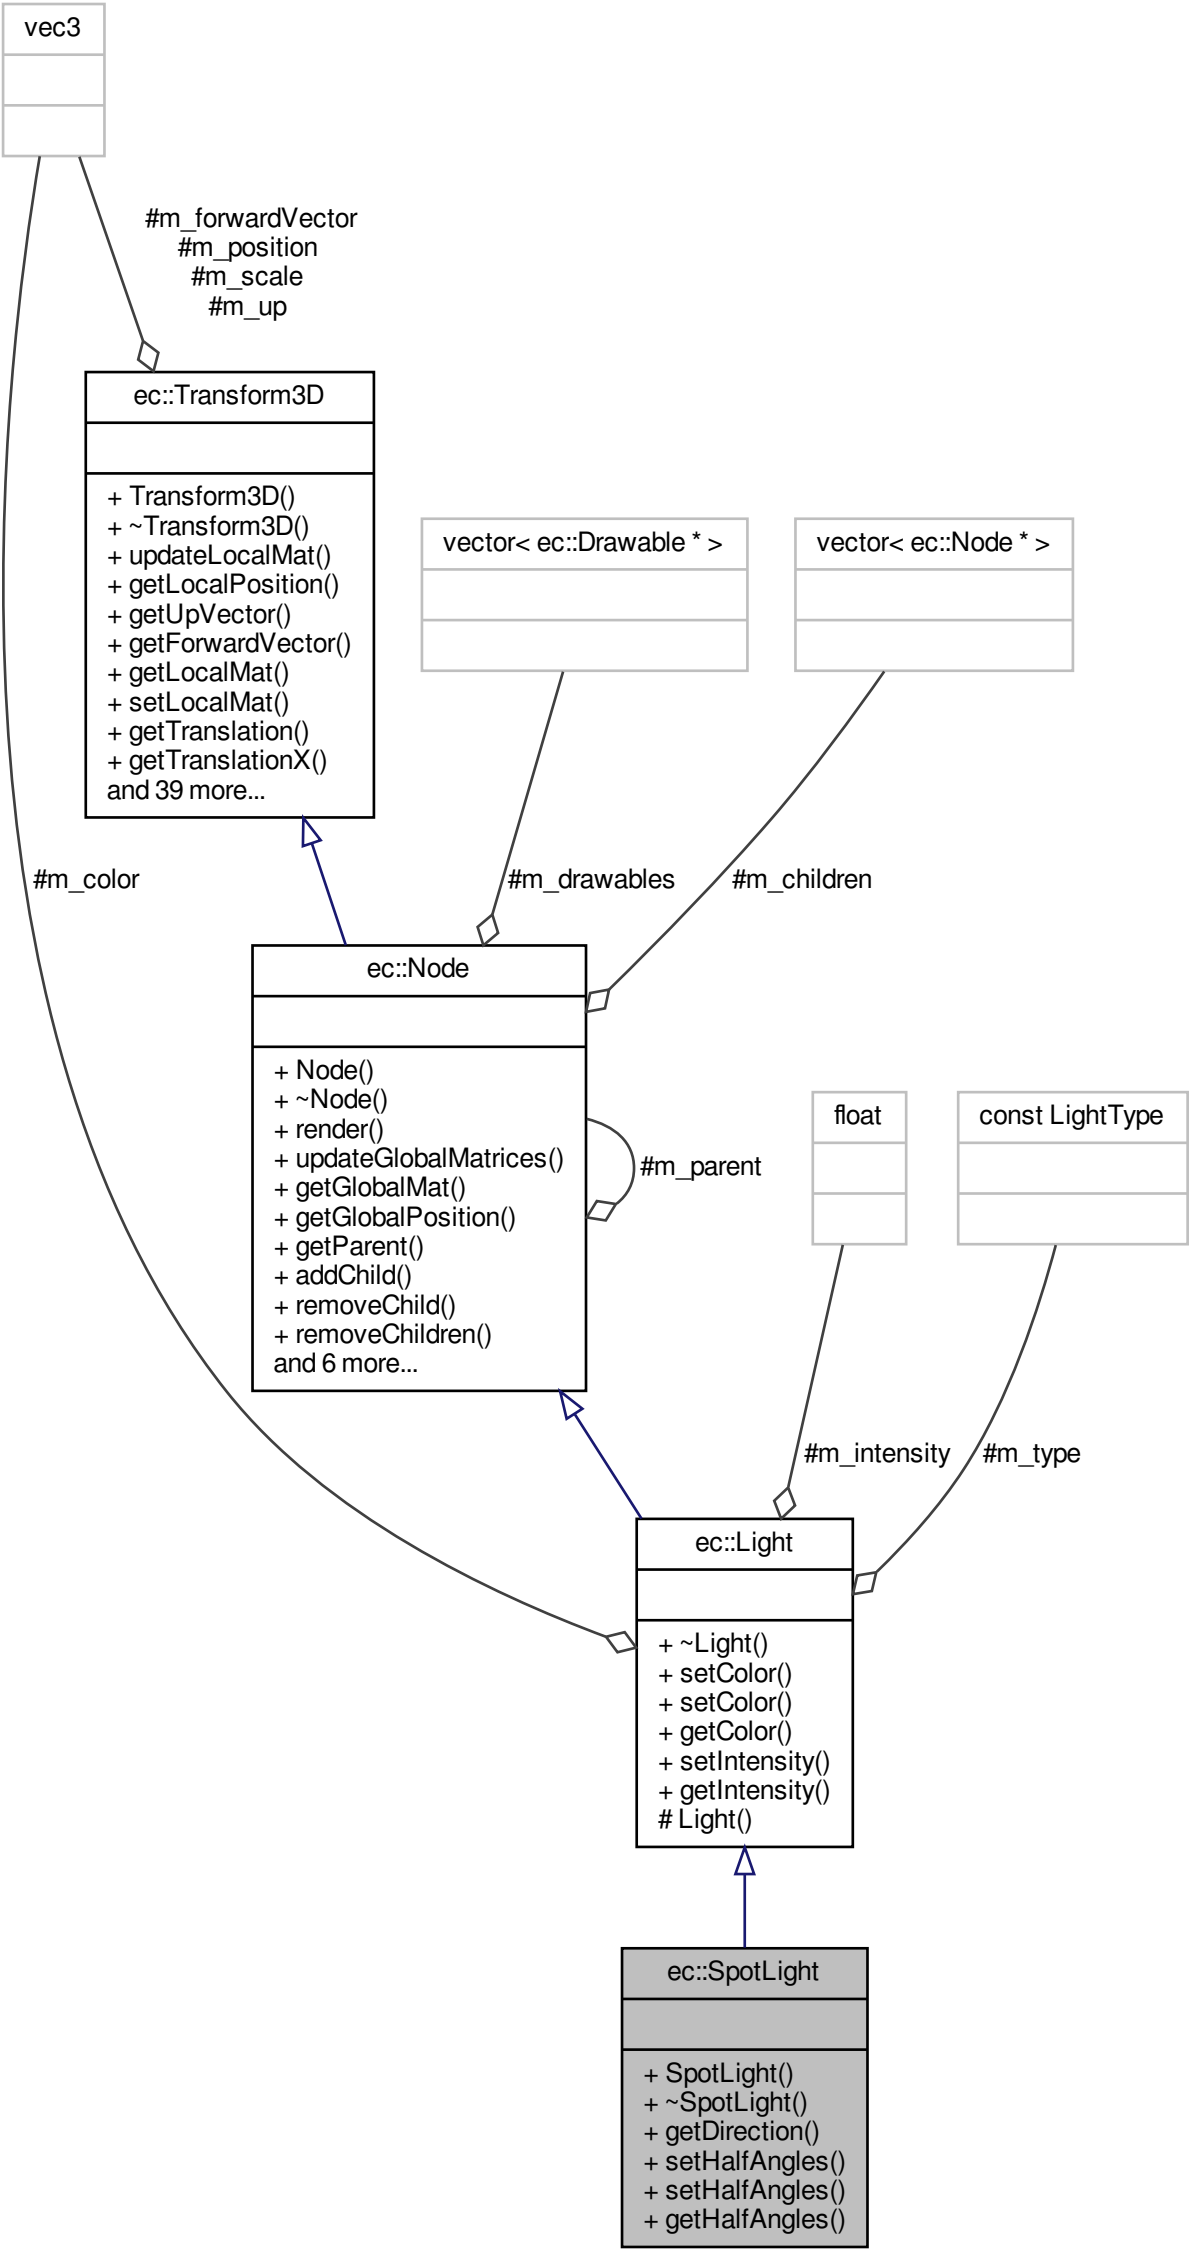 vec3
#m_forwardVector
#m_position
#m_scale
#m_up
ec::Transform3D
+ Transform3D()
+ ~Transform3D()
+ updateLocalMat()
+ getLocalPosition()
+ getUpVector()
+ getForwardVector()
+ getLocalMat()
+ setLocalMat()
+ getTranslation()
+ getTranslationX()
and 39 more...
vector< ec::Drawable * >
vector< ec::Node * >
#m_color
#m_drawables
#m_children
ec::Node
+ Node()
+ ~Node()
+ render()
+ updateGlobalMatrices()
+ getGlobalMat()
+ getGlobalPosition()
+ getParent()
+ addChild()
+ removeChild()
+ removeChildren()
and 6 more...
#m_parent
float
const LightType
#m_intensity
#m_type
ec::Light
+ ~Light()
+ setColor()
+ setColor()
+ getColor()
+ setIntensity()
+ getIntensity()
# Light()
ec::SpotLight
+ SpotLight()
+ ~SpotLight()
+ getDirection()
+ setHalfAngles()
+ setHalfAngles()
+ getHalfAngles()